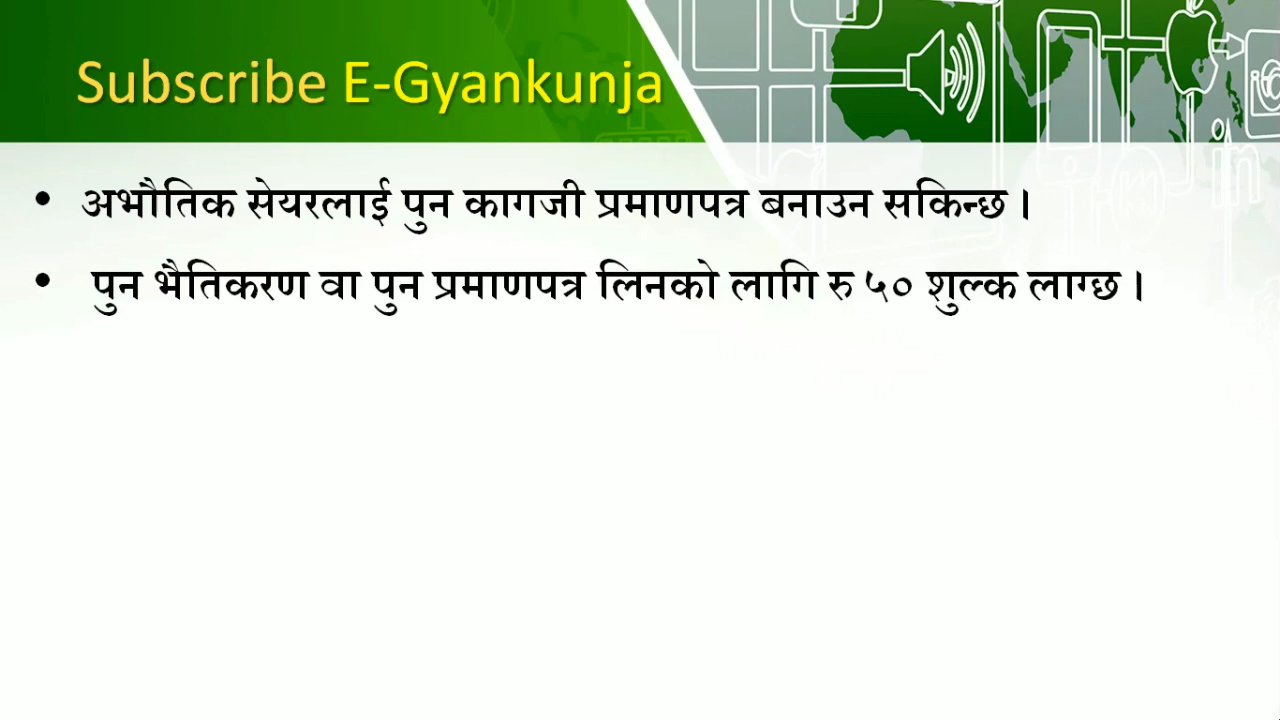 Subscribe E-Gyankunja
• अभौतिक सेयरलाई पुन कागजी प्रमाणपत्र बनाउन सकिन्छ ।
• पुन भैतिकरण वा पुन प्रमाणपत्र लिनको लागि रु ५० शुल्क लाग्छ ।